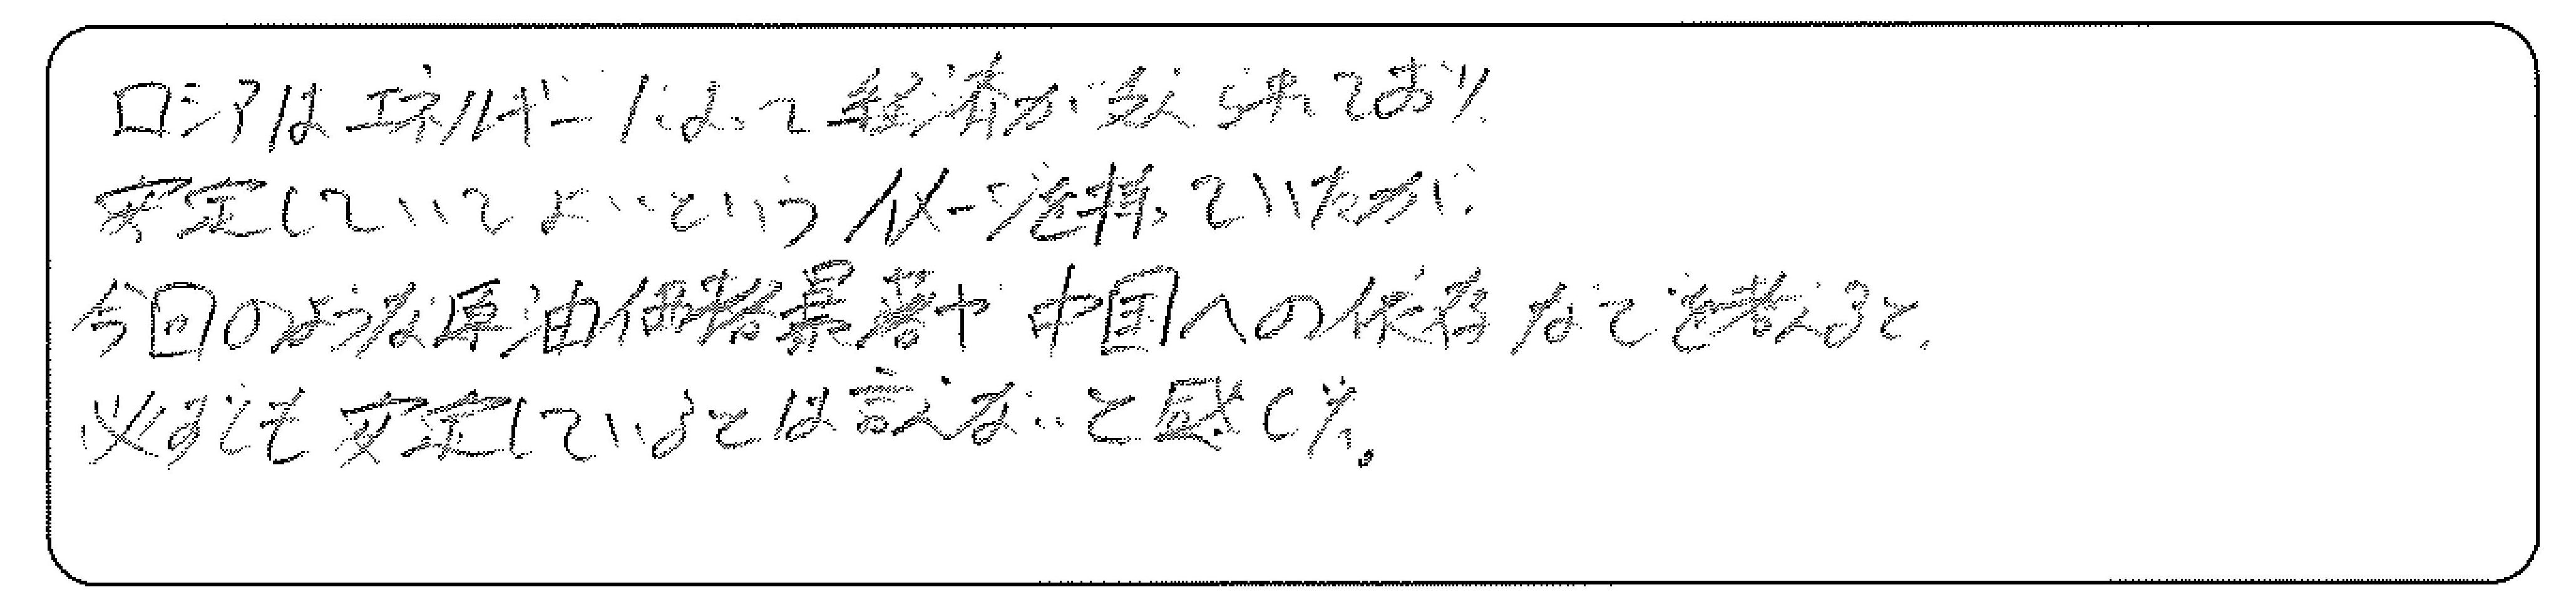 ロシアはエネルギーによって経済が支えられており、
安定していてよいというイメージを持っていたが、
今回のような原油価格暴落や中国への依存などを考えると、
必ずしも安定しているとは言えないと感じた。